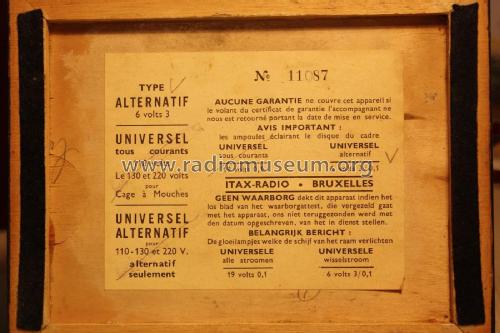 TYPE
ALTERNATIF
6 volts 3
UNIVERSEL
tous courants
Le 130 et 220 volts
pour
Cage à Mouches
UNIVERSEL
ALTERNATIF
pour
110-130 et 220 V.
alternatif
seulement
№ 11087
AUCUNE GARANTIE ne couvre cet appareil si
le volant du certificat de garantie l'accompagnant ne
nous est retourné portant la date de mise en service.
AVIS IMPORTANT :
les ampoules éclairant le disque du cadre
UNIVERSEL
tous courants
UNIVERSEL
alternatif
www.radiomuseum.org
ITAX-RADIO • BRUXELLES
GEEN WAARBORG dekt dit apparaat indien het
los blad van het waarborgattest, die vergezeld gaat
met het apparaat, ons niet teruggezonden werd met
den datum opgeschreven, van het in dienst stellen.
BELANGRIJK BERICHT :
De gloeilampjes welke de schijf van het raam verlichten
UNIVERSELE
alle stroomen
19 volts 0,1
UNIVERSELE
wisselstroom
6 volts 3/0,1